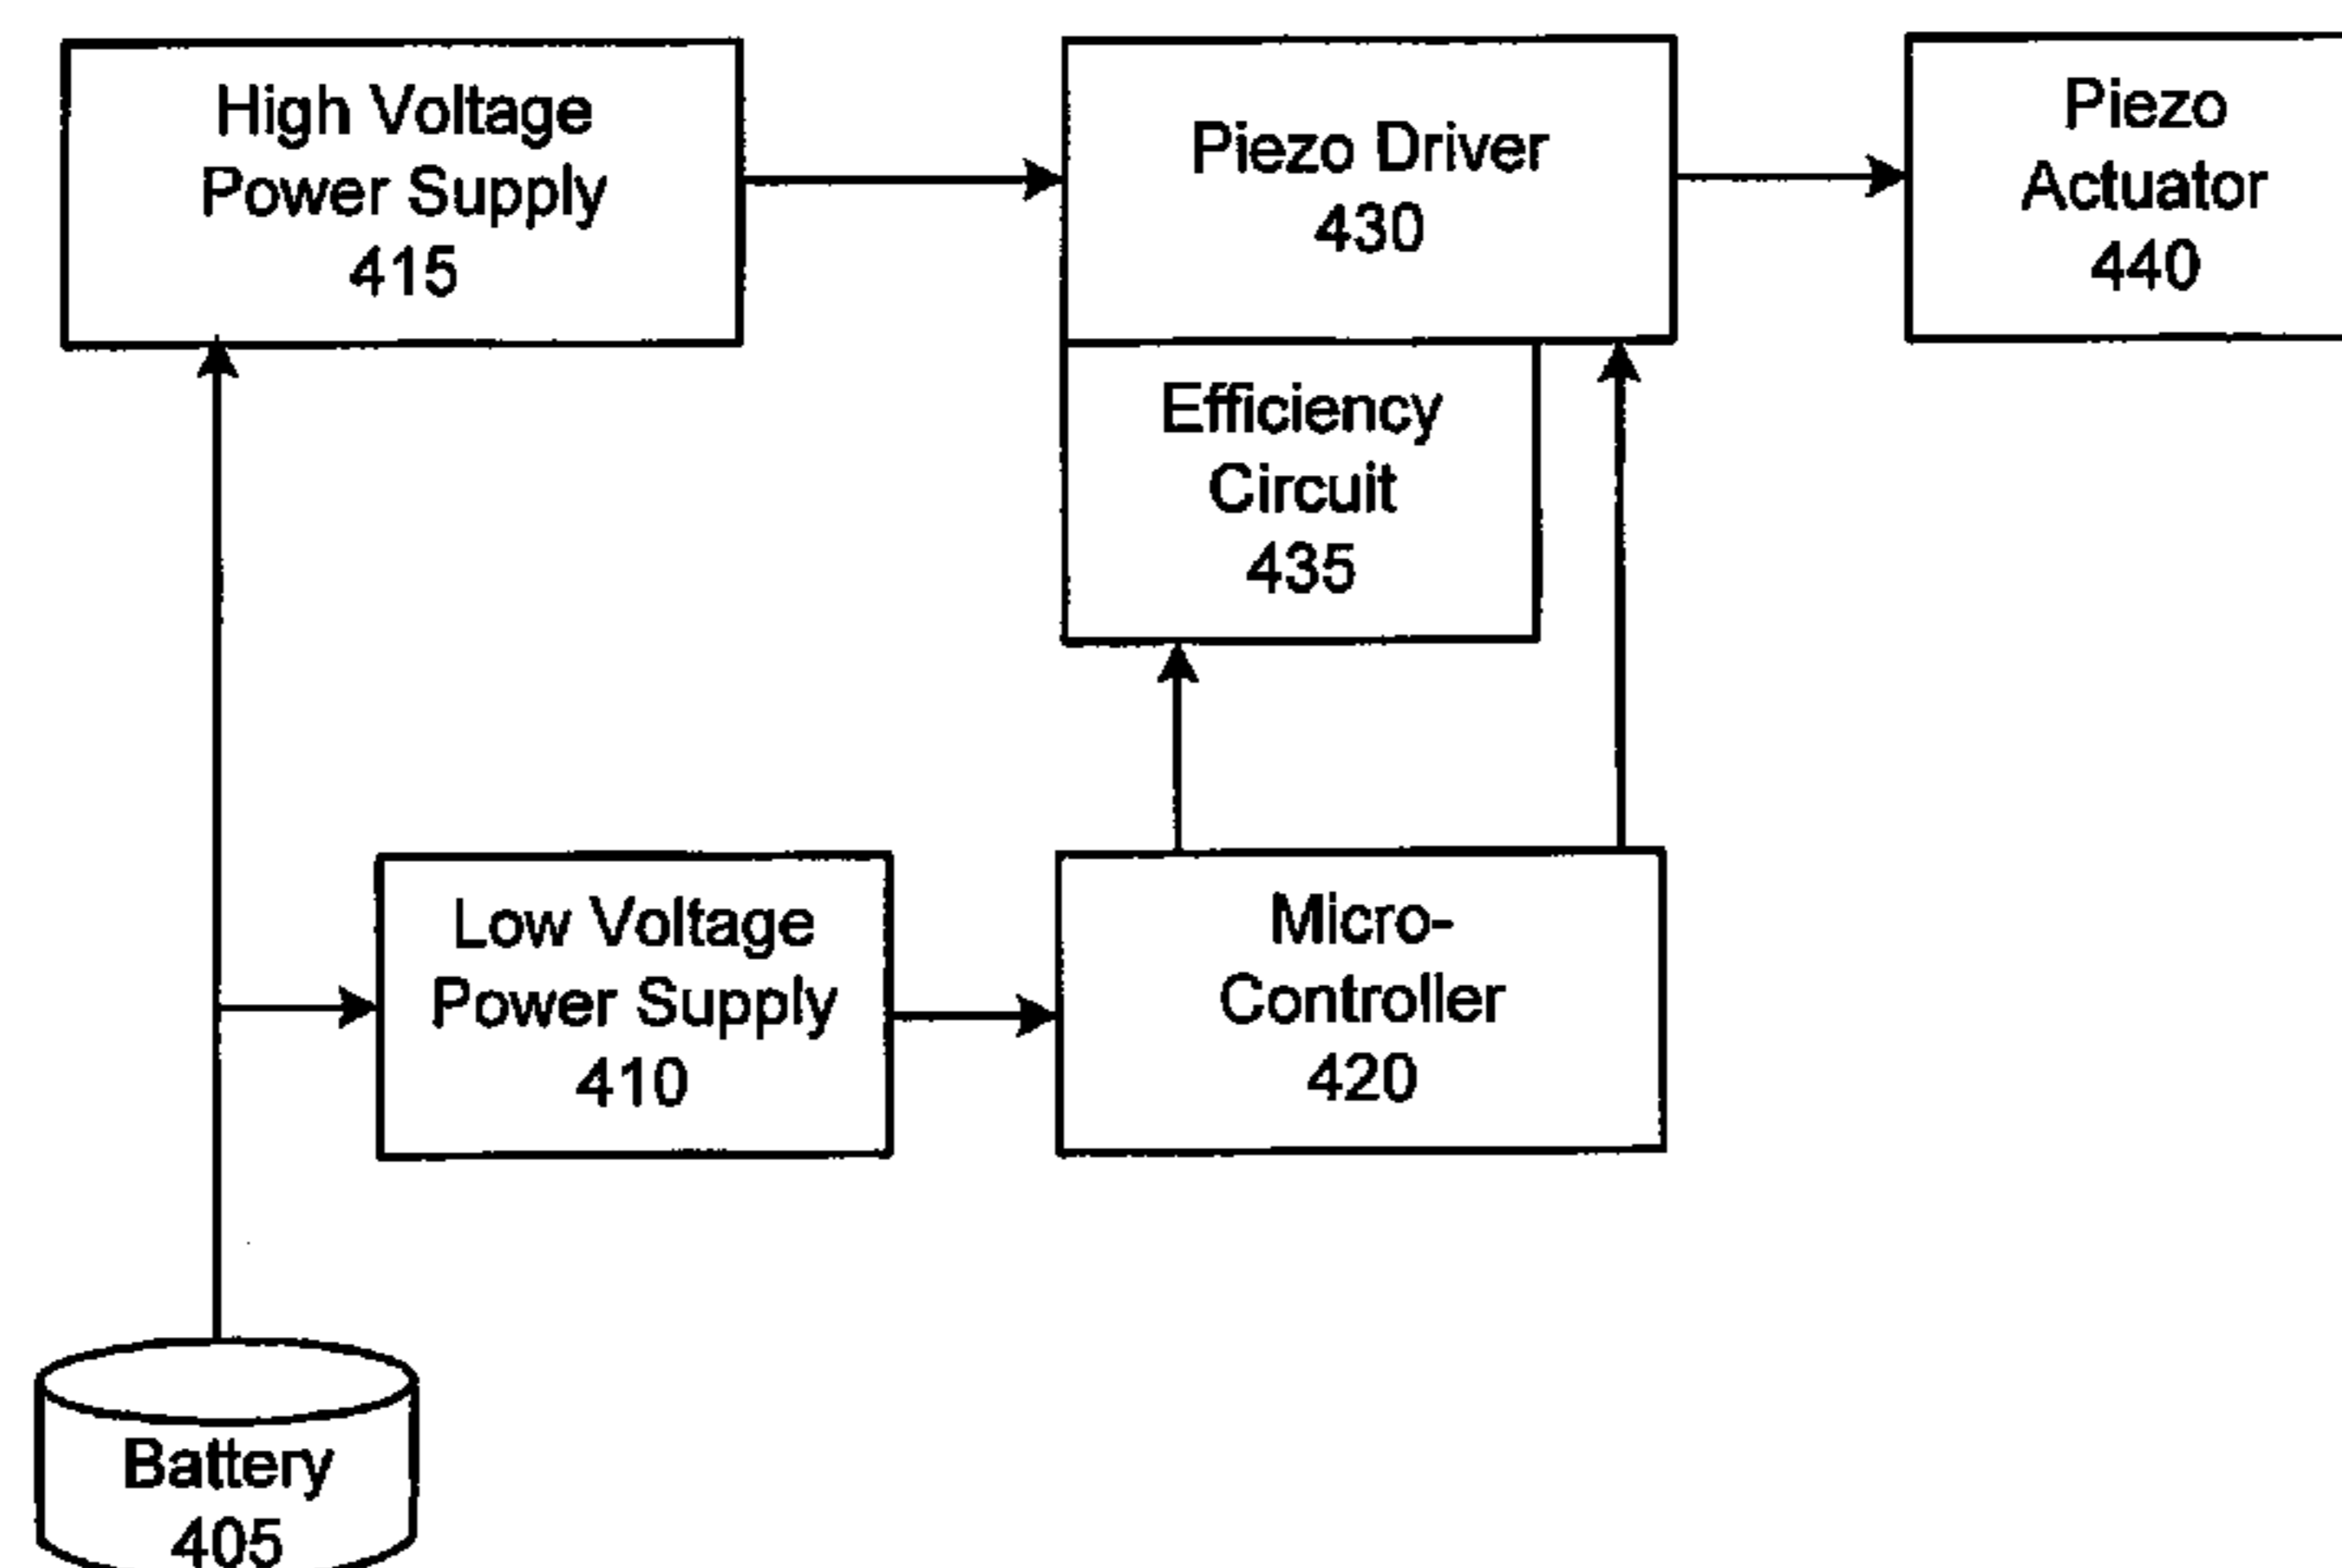 High Voltage
Power Supply
415
Piezo Driver
430
Piezo
Actuator
440
Efficiency
Circuit
435
Low Voltage
Power Supply
410
Micro-
Controller
420
Battery
405